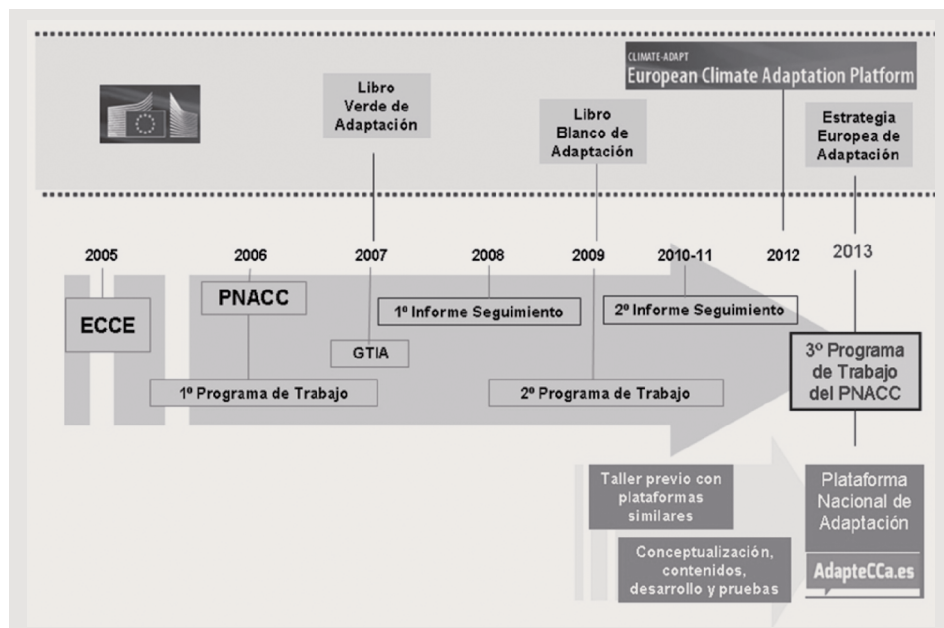 CLIMATE-ADAPT
European Climate Adaptation Platform
Libro
Verde de
Adaptación
Libro
Blanco de
Adaptación
Estrategia
Europea de
Adaptación
2005
2006
2007
2008
2009
2010-11
2012
2013
ECCE
PNACC
1º Informe Seguimiento
2º Informe Seguimiento
GTIA
1º Programa de Trabajo
2º Programa de Trabajo
3º Programa
de Trabajo
del PNACC
Taller previo con
plataformas
similares
Conceptualización,
contenidos,
desarrollo y pruebas
Plataforma
Nacional de
Adaptación
AdapteCCa.es